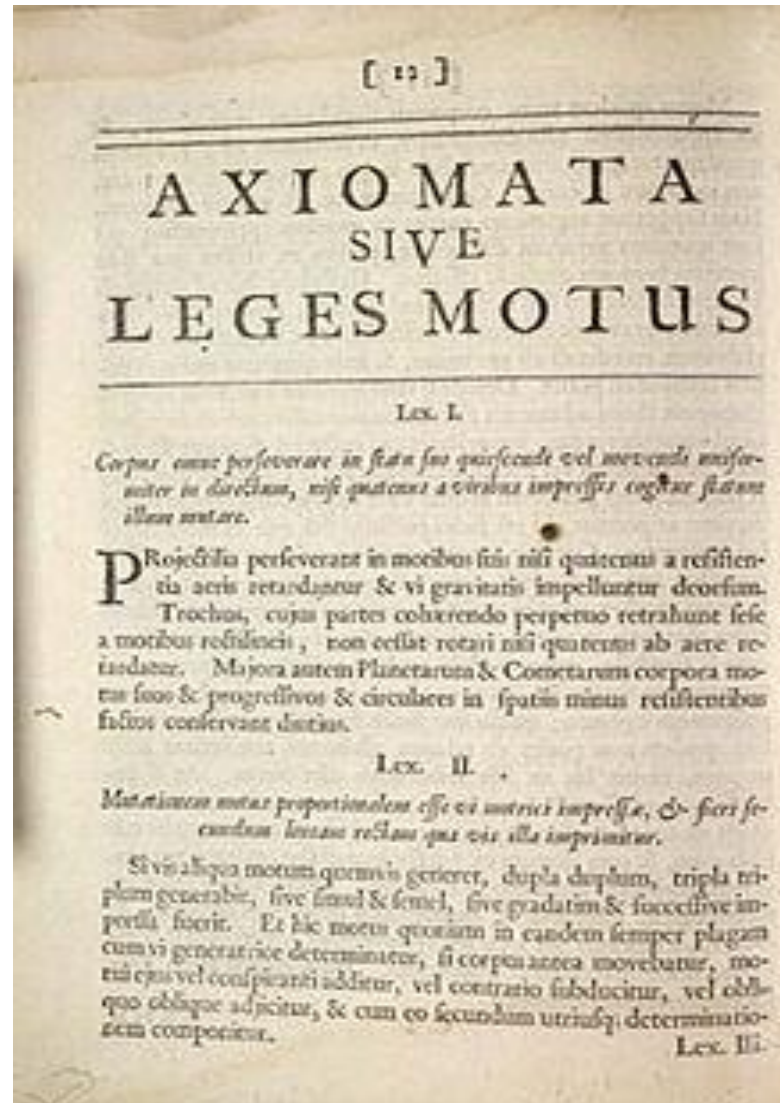 [ 12 ]
AXIOMATA
SIVE
LEGES MOTUS
Lex. I.
Corpus omne perſeverare in ſtatu ſuo quieſcendi vel movendi unifor-
miter in directum, niſi quatenus a viribus impreſſis cogitur ſtatum
illum mutare.
PRojectilia perſeverant in motibus ſuis niſi quatenus a reſiſten-
tia aeris retardantur & vi gravitatis impelluntur deorſum.
Trochus, cujus partes cohærendo perpetuo retrahunt ſeſe
a motibus rectilineis, non ceſſat rotari niſi quatenus ab aere re-
tardatur. Majora autem Planetarum & Cometarum corpora mo-
tus ſuos & progreſſivos & circulares in ſpatiis minus reſiſtentibus
factos conſervant diutius.
Lex. II.
Mutationem motus proportionalem eſſe vi motrici impreſſæ, & fieri ſe-
cundum lineam rectam qua vis illa imprimitur.
Si vis aliqua motum quemvis generet, dupla duplum, tripla tri-
plum generabit, ſive ſimul & ſemel, ſive gradatim & ſucceſſive im-
preſſa fuerit. Et hic motus quoniam in eandem ſemper plagam
cum vi generatrice determinatur, ſi corpus antea movebatur, mo-
tui ejus vel conſpiranti additur, vel contrario ſubducitur, vel obli-
quo oblique adjicitur, & cum eo ſecundum utriuſq; determinatio-
nem componitur.
Lex. III.